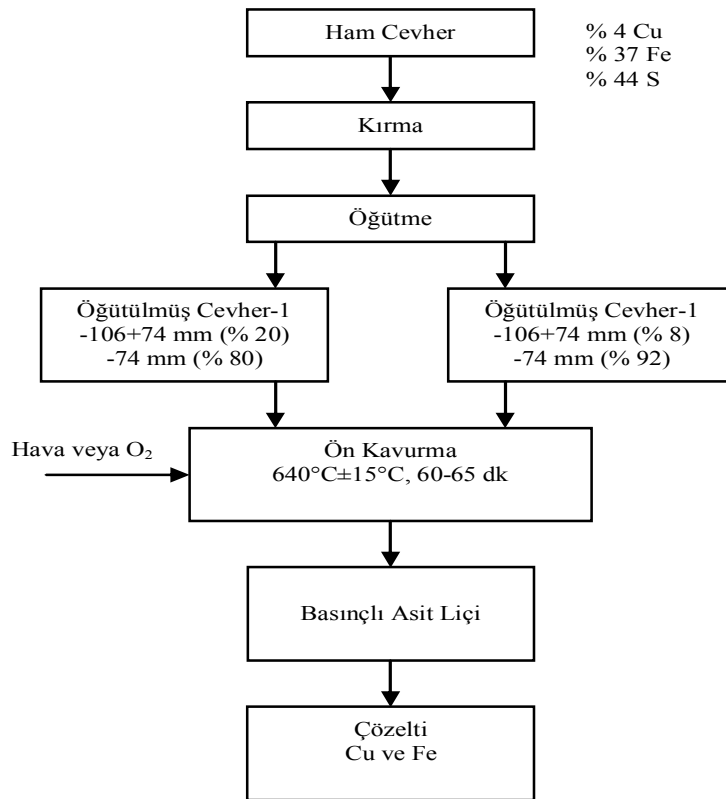 Ham Cevher
% 4 Cu
% 37 Fe
% 44 S
Kırma
Öğütme
Öğütülmüş Cevher-1
-106+74 mm (% 20)
-74 mm (% 80)
Öğütülmüş Cevher-1
-106+74 mm (% 8)
-74 mm (% 92)
Hava veya O₂
Ön Kavurma
640°C±15°C, 60-65 dk
Basınçlı Asit Liçi
Çözelti
Cu ve Fe